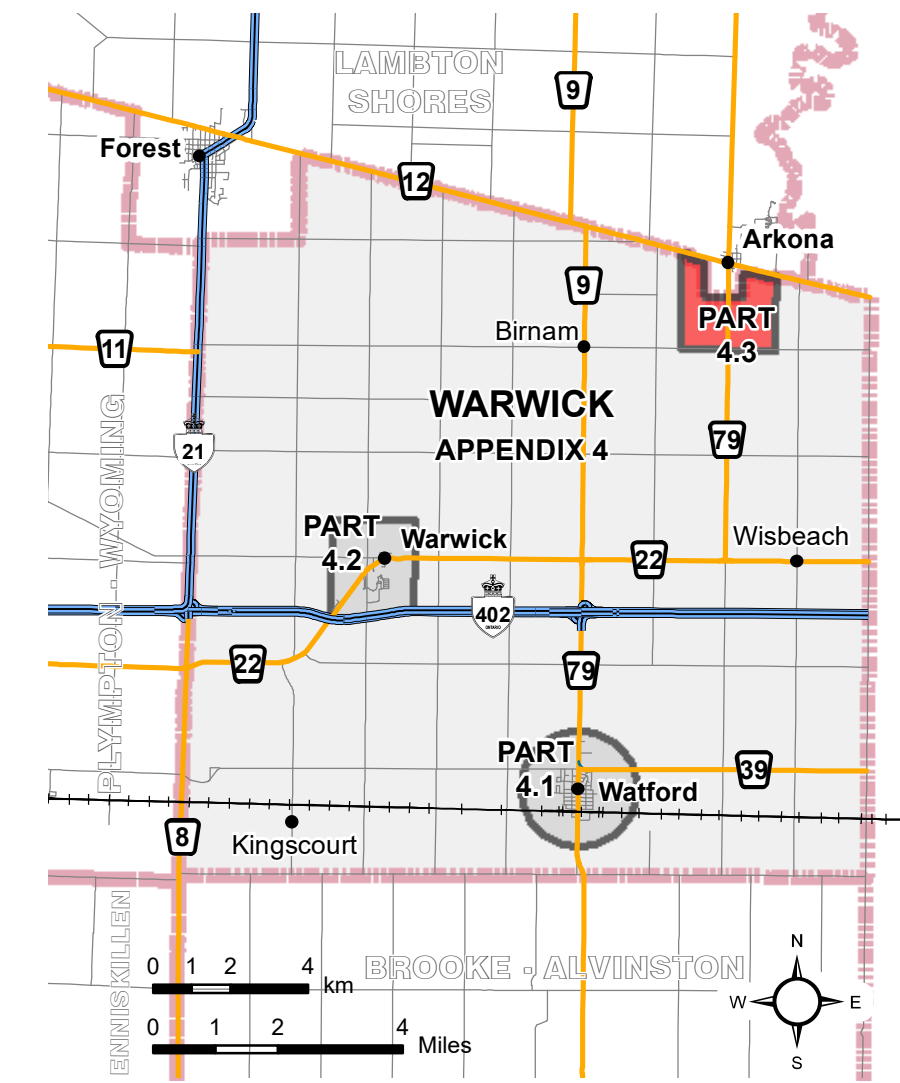 LAMBTON
SHORES
9
Forest
12
Arkona
9
PART
4.3
Birnam
11
WARWICK
APPENDIX 4
79
21
PLYMPTON - WYOMING
PART
4.2
Warwick
Wisbeach
22
402
ONTARIO
22
79
PART
4.1
39
Watford
8
Kingscourt
ENNISKILLEN
BROOKE - ALVINSTON
0 1 2 4
km
0 1 2 4
Miles
N
W E
S